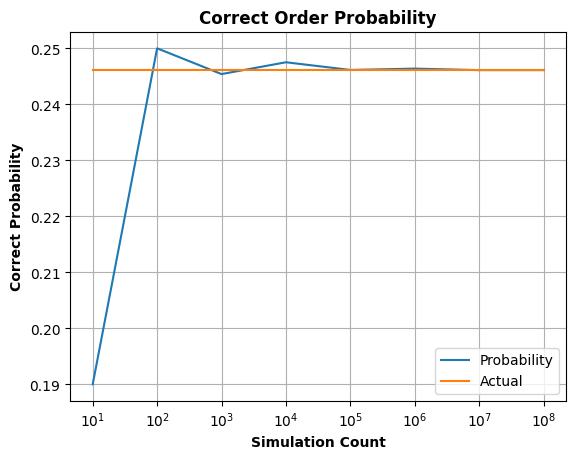 Correct Order Probability
Correct Probability
0.25
0.24
0.23
0.22
0.21
0.20
0.19
Probability
Actual
10¹ 10² 10³ 10⁴ 10⁵ 10⁶ 10⁷ 10⁸
Simulation Count